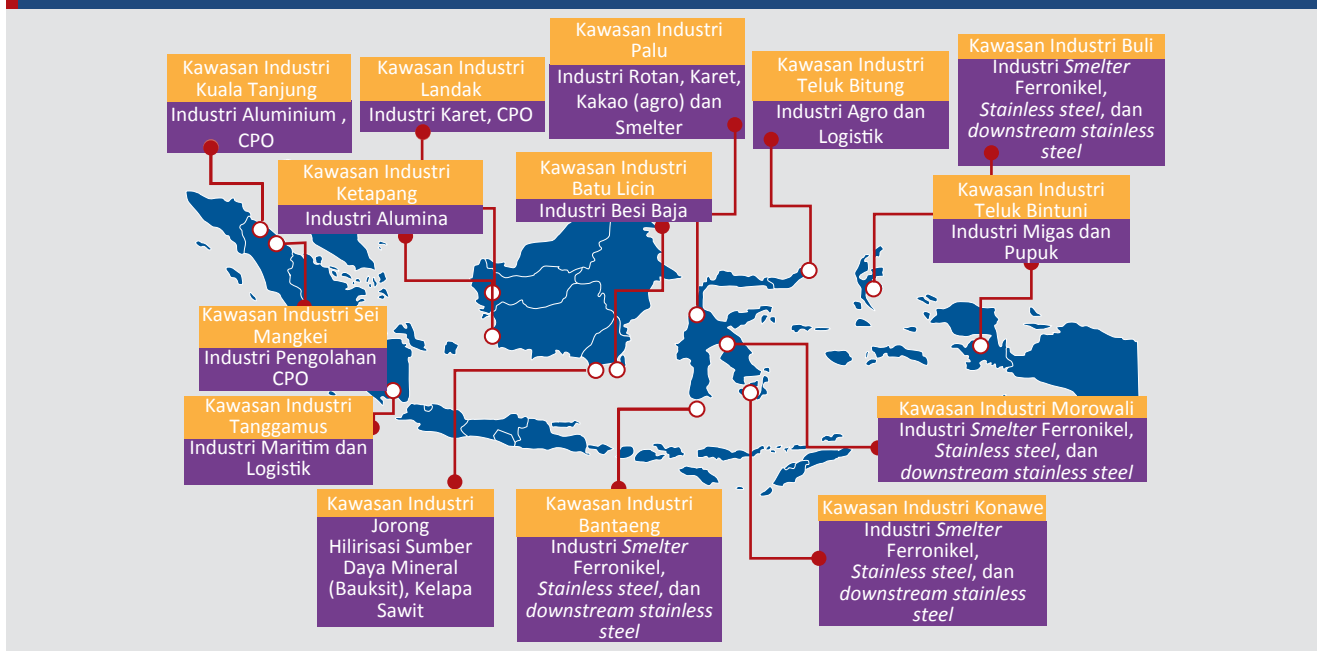 Kawasan Industri
Kuala Tanjung
Industri Aluminium ,
CPO
Kawasan Industri
Landak
Industri Karet, CPO
Kawasan Industri
Palu
Industri Rotan, Karet,
Kakao (agro) dan
Smelter
Kawasan Industri
Teluk Bitung
Industri Agro dan
Logistik
Kawasan Industri Buli
Industri Smelter
Ferronikel,
Stainless steel, dan
downstream stainless
steel
Kawasan Industri
Ketapang
Industri Alumina
Kawasan Industri
Batu Licin
Industri Besi Baja
Kawasan Industri
Teluk Bintuni
Industri Migas dan
Pupuk
Kawasan Industri Sei
Mangkei
Industri Pengolahan
CPO
Kawasan Industri
Tanggamus
Industri Maritim dan
Logistik
Kawasan Industri Morowali
Industri Smelter Ferronikel,
Stainless steel, dan
downstream stainless steel
Kawasan Industri
Jorong
Hilirisasi Sumber
Daya Mineral
(Bauksit), Kelapa
Sawit
Kawasan Industri
Bantaeng
Industri Smelter
Ferronikel,
Stainless steel, dan
downstream stainless
steel
Kawasan Industri Konawe
Industri Smelter
Ferronikel,
Stainless steel, dan
downstream stainless
steel